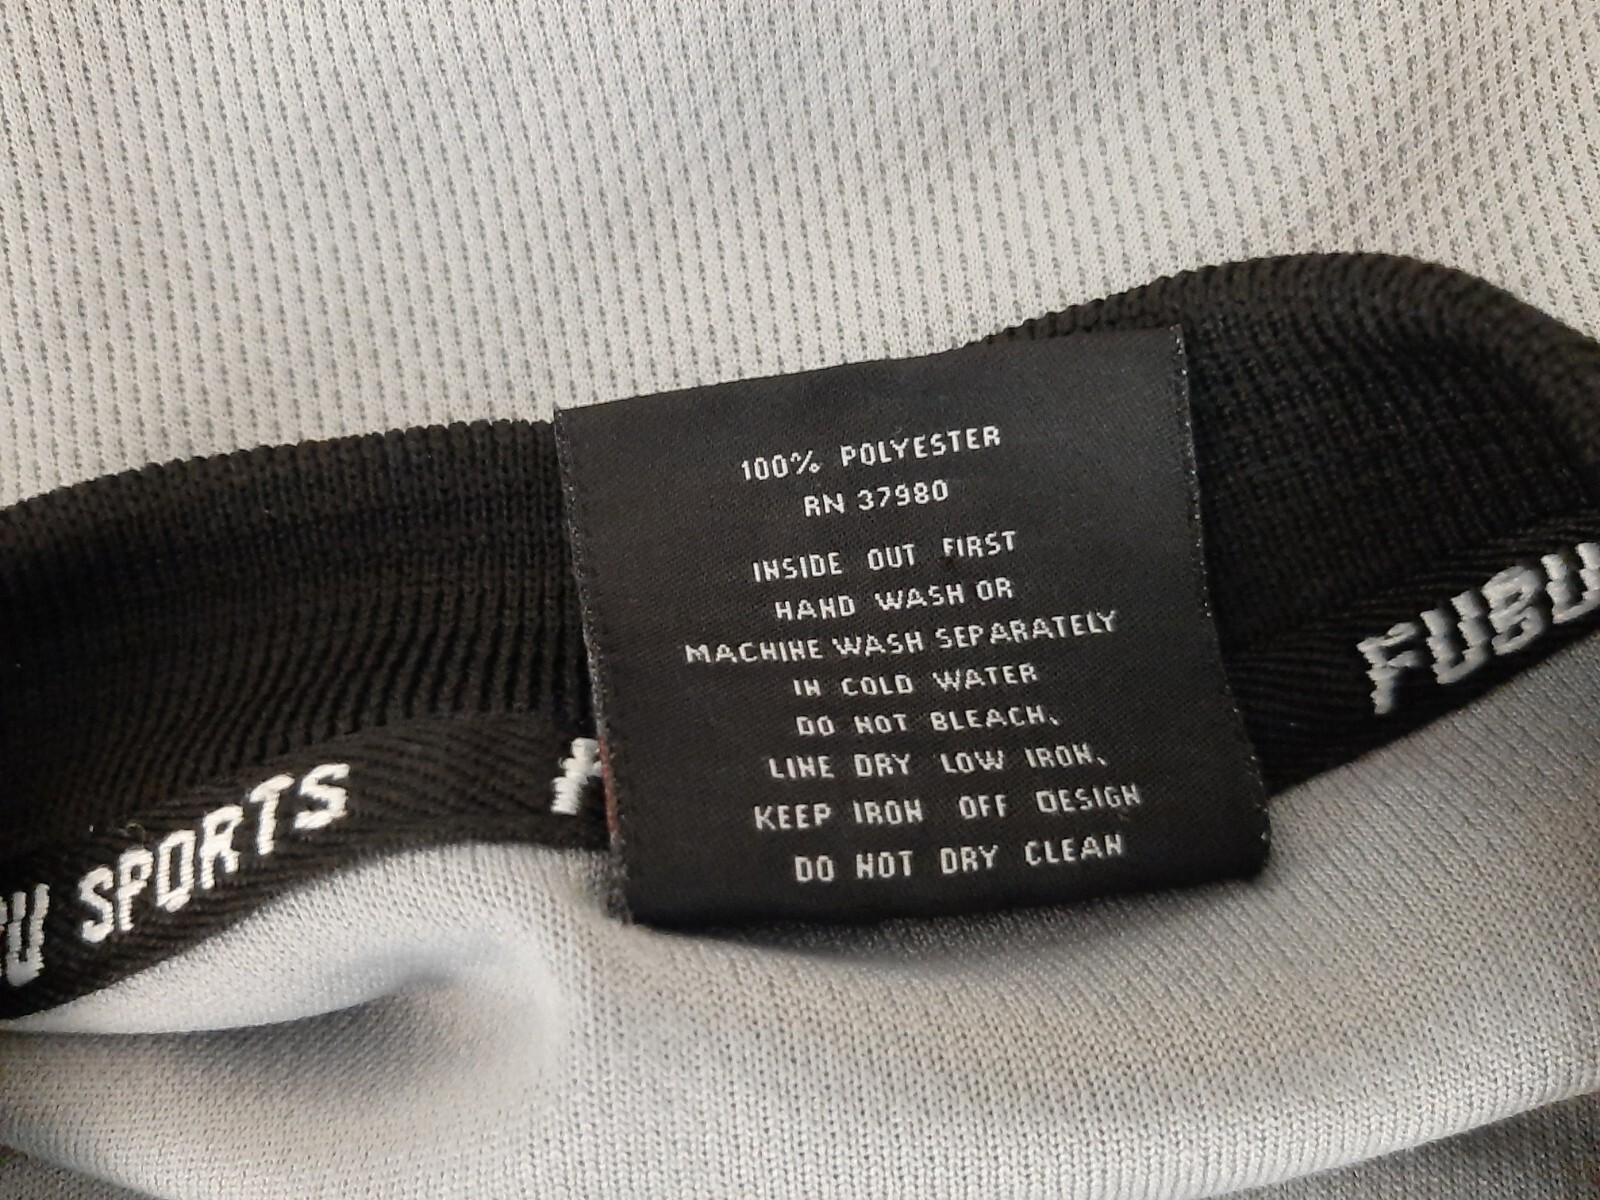 100% POLYESTER
RN 37980
INSIDE OUT FIRST
HAND WASH OR
MACHINE WASH SEPARATELY
IN COLD WATER
DO NOT BLEACH.
LINE DRY LOW IRON.
KEEP IRON OFF DESIGN
DO NOT DRY CLEAN
FUBU
SPORTS